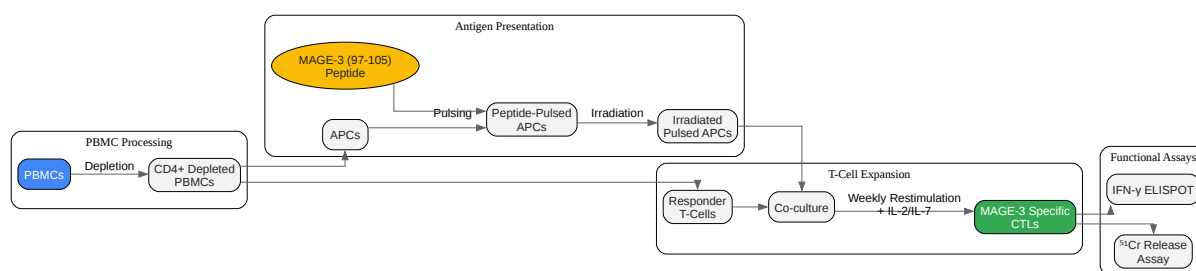 Antigen Presentation
MAGE-3 (97-105)
Peptide
Pulsing
Peptide-Pulsed
APCs
Irradiation
Irradiated
Pulsed APCs
APCs
PBMC Processing
PBMCs
Depletion
CD4+ Depleted
PBMCs
T-Cell Expansion
Responder
T-Cells
Co-culture
Weekly Restimulation
+ IL-2/IL-7
MAGE-3 Specific
CTLs
Functional Assays
IFN-γ ELISPOT
⁵¹Cr Release
Assay